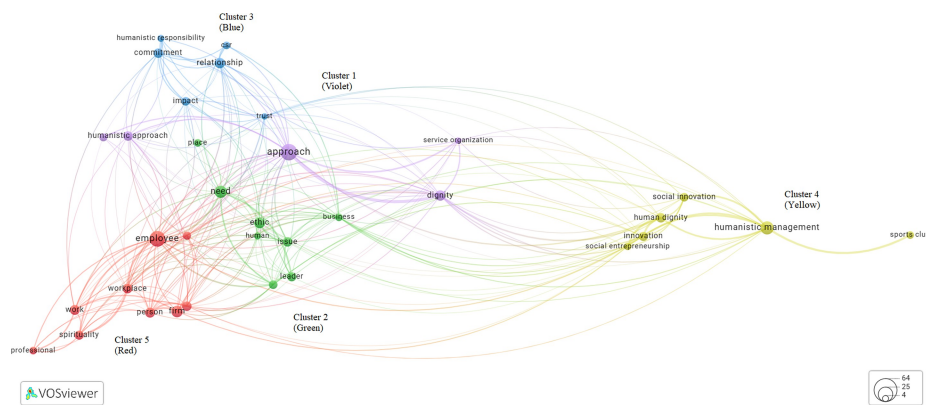 Cluster 3
(Blue)
humanistic responsibility
csr
commitment
relationship
Cluster 1
(Violet)
impact
trust
humanistic approach
place
service organization
approach
need
dignity
social innovation
Cluster 4
(Yellow)
ethic
business
human dignity
humanistic management
employee
human
issue
innovation
sports clu
social entrepreneurship
leader
workplace
work
person
firm
Cluster 2
(Green)
spirituality
Cluster 5
(Red)
professional
VOSviewer
64
25
4